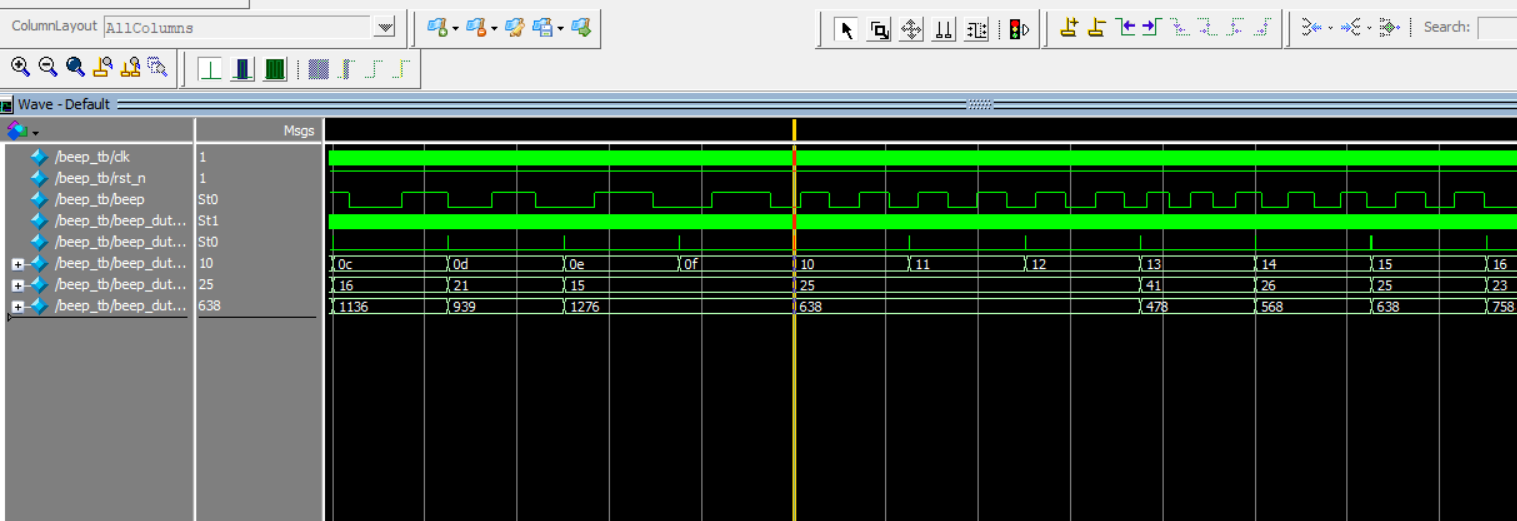 ColumnLayout AllColumns
Search:
Wave - Default
Msgs
/beep_tb/clk 1
/beep_tb/rst_n 1
/beep_tb/beep St0
/beep_tb/beep_dut... St1
/beep_tb/beep_dut... St0
/beep_tb/beep_dut... 10 0c 0d 0e 0f 10 11 12 13 14 15 16
/beep_tb/beep_dut... 25 16 21 15 25 41 26 25 23
/beep_tb/beep_dut... 638 1136 939 1276 638 478 568 638 758